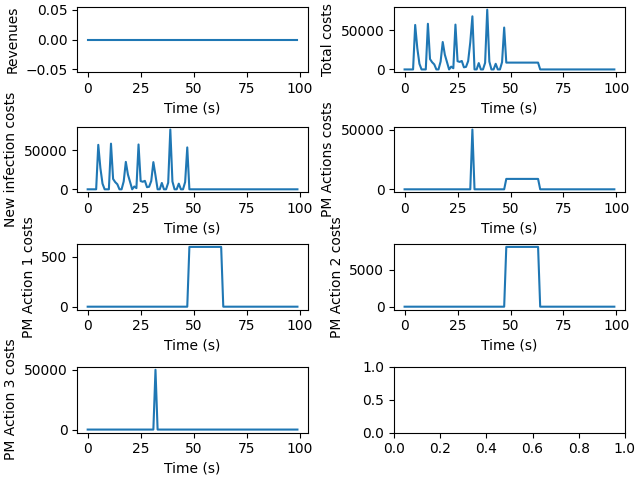 Revenues
0.05
0.00
−0.05
0 25 50 75 100
Time (s)
Total costs
50000
0
0 25 50 75 100
Time (s)
New infection costs
50000
0
0 25 50 75 100
Time (s)
PM Actions costs
50000
0
0 25 50 75 100
Time (s)
PM Action 1 costs
500
0
0 25 50 75 100
Time (s)
PM Action 2 costs
5000
0
0 25 50 75 100
Time (s)
PM Action 3 costs
50000
0
0 25 50 75 100
Time (s)
1.0
0.5
0.0
0.0 0.2 0.4 0.6 0.8 1.0